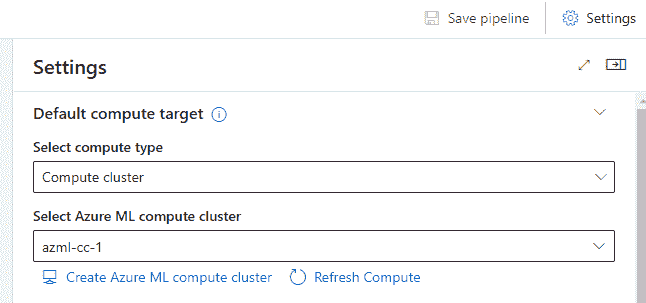 Save pipeline
Settings
Settings
Default compute target
Select compute type
Compute cluster
Select Azure ML compute cluster
azml-cc-1
Create Azure ML compute cluster
Refresh Compute